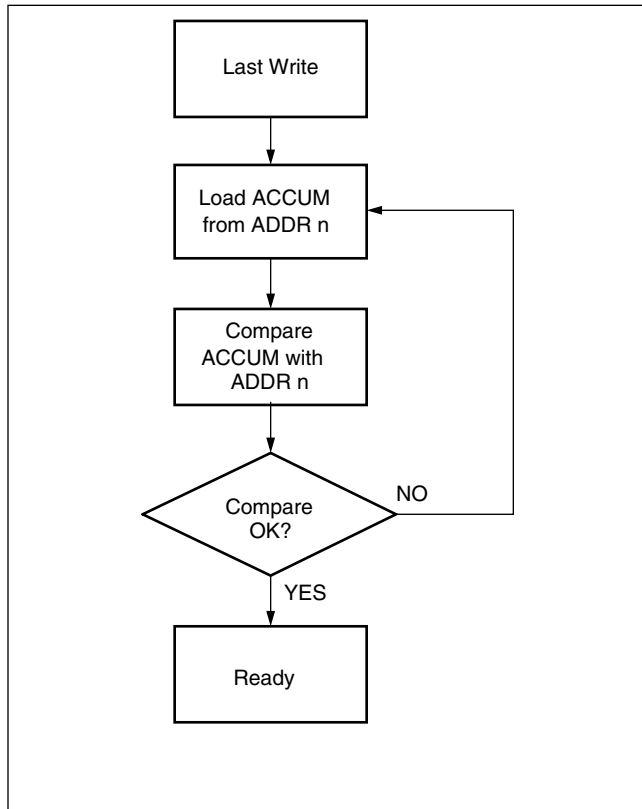 Last Write
Load ACCUM
from ADDR n
Compare
ACCUM with
ADDR n
Compare
OK?
NO
YES
Ready